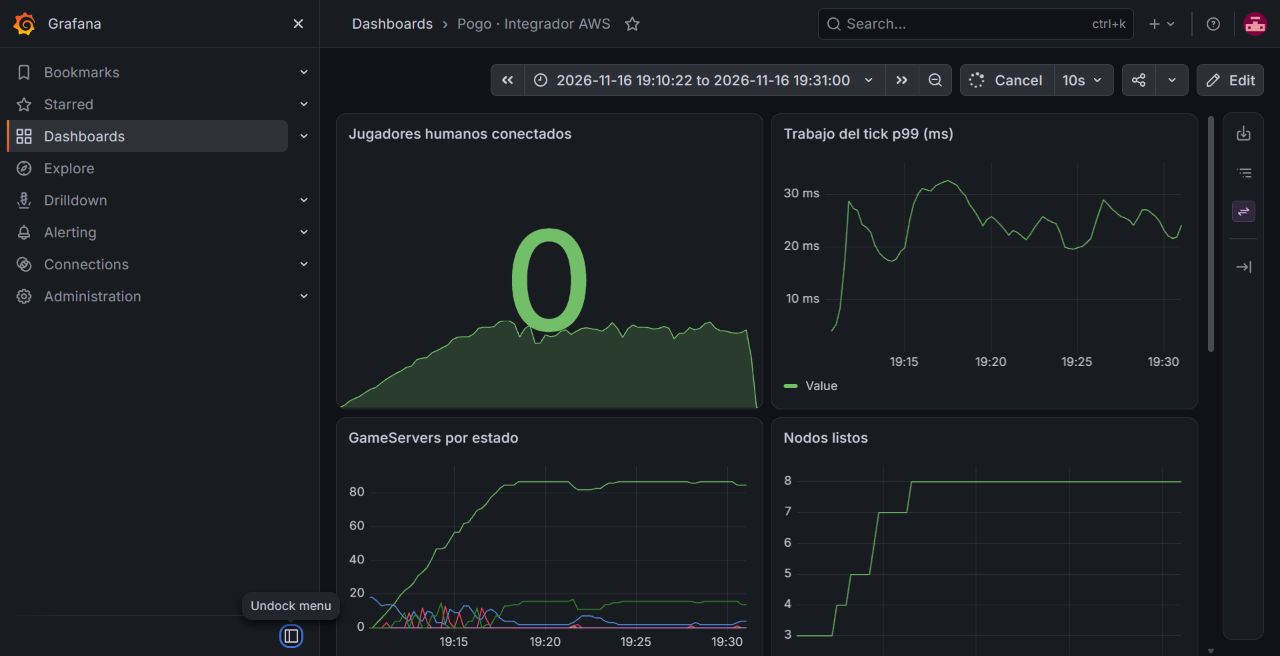 Grafana
Dashboards › Pogo · Integrador AWS
Search...
ctrl+k
Bookmarks
Starred
Dashboards
Explore
Drilldown
Alerting
Connections
Administration
Undock menu
2026-11-16 19:10:22 to 2026-11-16 19:31:00
Cancel
10s
Edit
Jugadores humanos conectados
0
Trabajo del tick p99 (ms)
30 ms
20 ms
10 ms
19:15 19:20 19:25 19:30
Value
GameServers por estado
80
60
40
20
0
19:15 19:20 19:25 19:30
Nodos listos
8
7
6
5
4
3